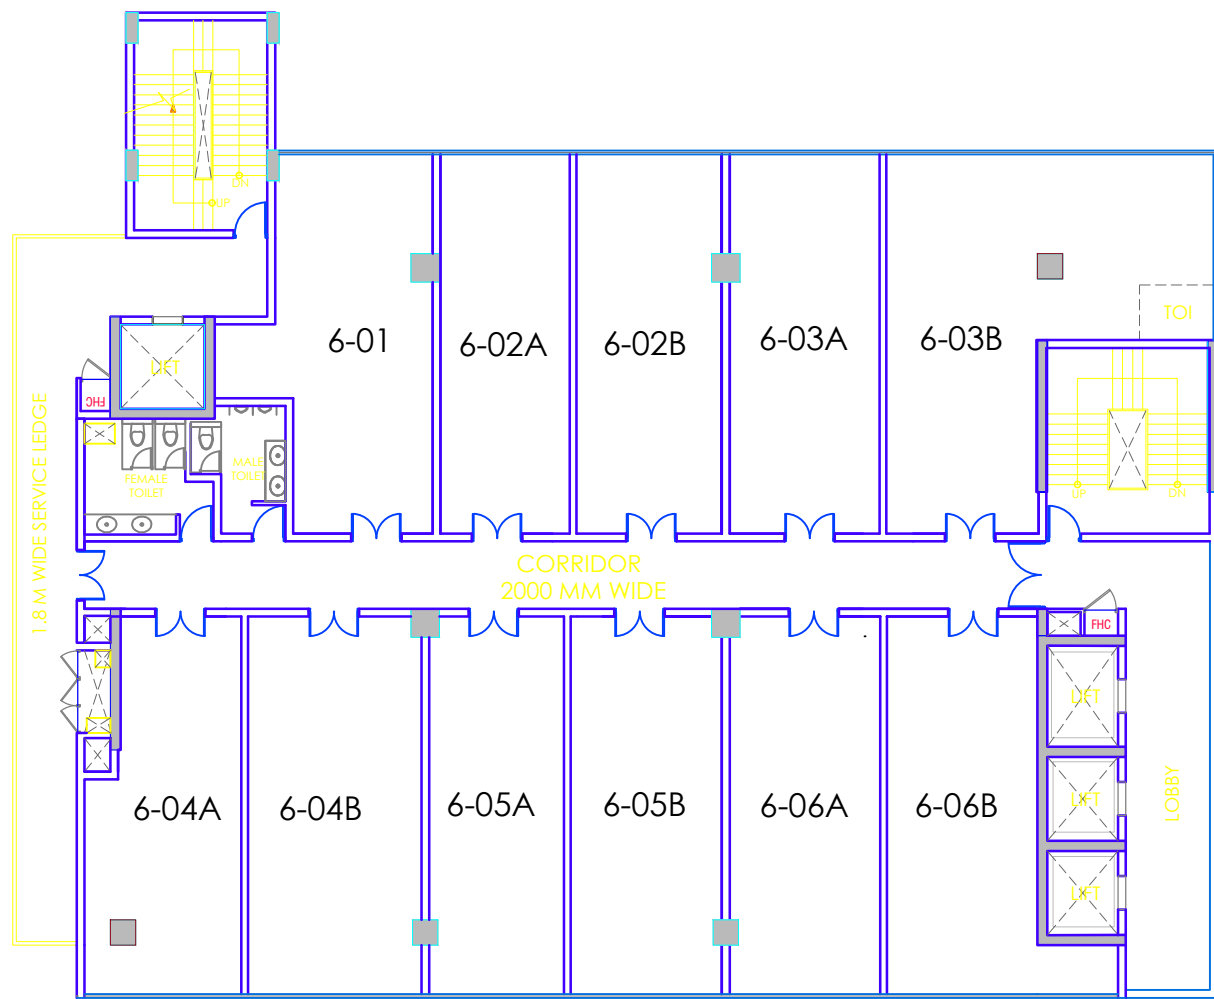 DN
UP
TOI
6-01
6-02A
6-02B
6-03A
6-03B
LIFT
FHC
1.8 M WIDE SERVICE LEDGE
FEMALE
TOILET
MALE
TOILET
UP
DN
CORRIDOR
2000 MM WIDE
FHC
LIFT
LIFT
LIFT
LOBBY
6-04A
6-04B
6-05A
6-05B
6-06A
6-06B